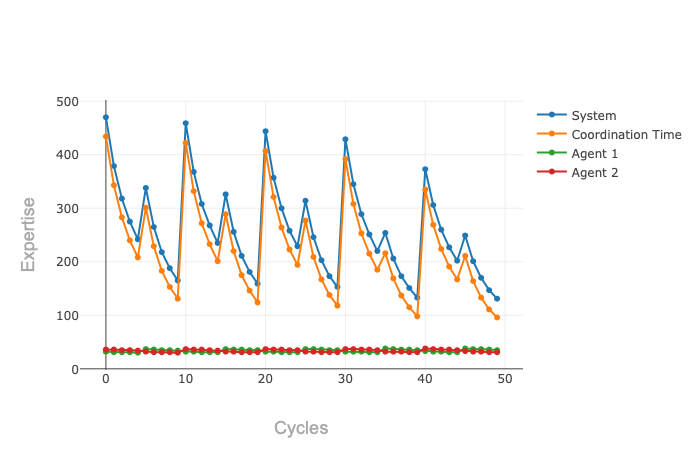 500
400
300
200
100
0
0 10 20 30 40 50
Expertise
Cycles
System
Coordination Time
Agent 1
Agent 2